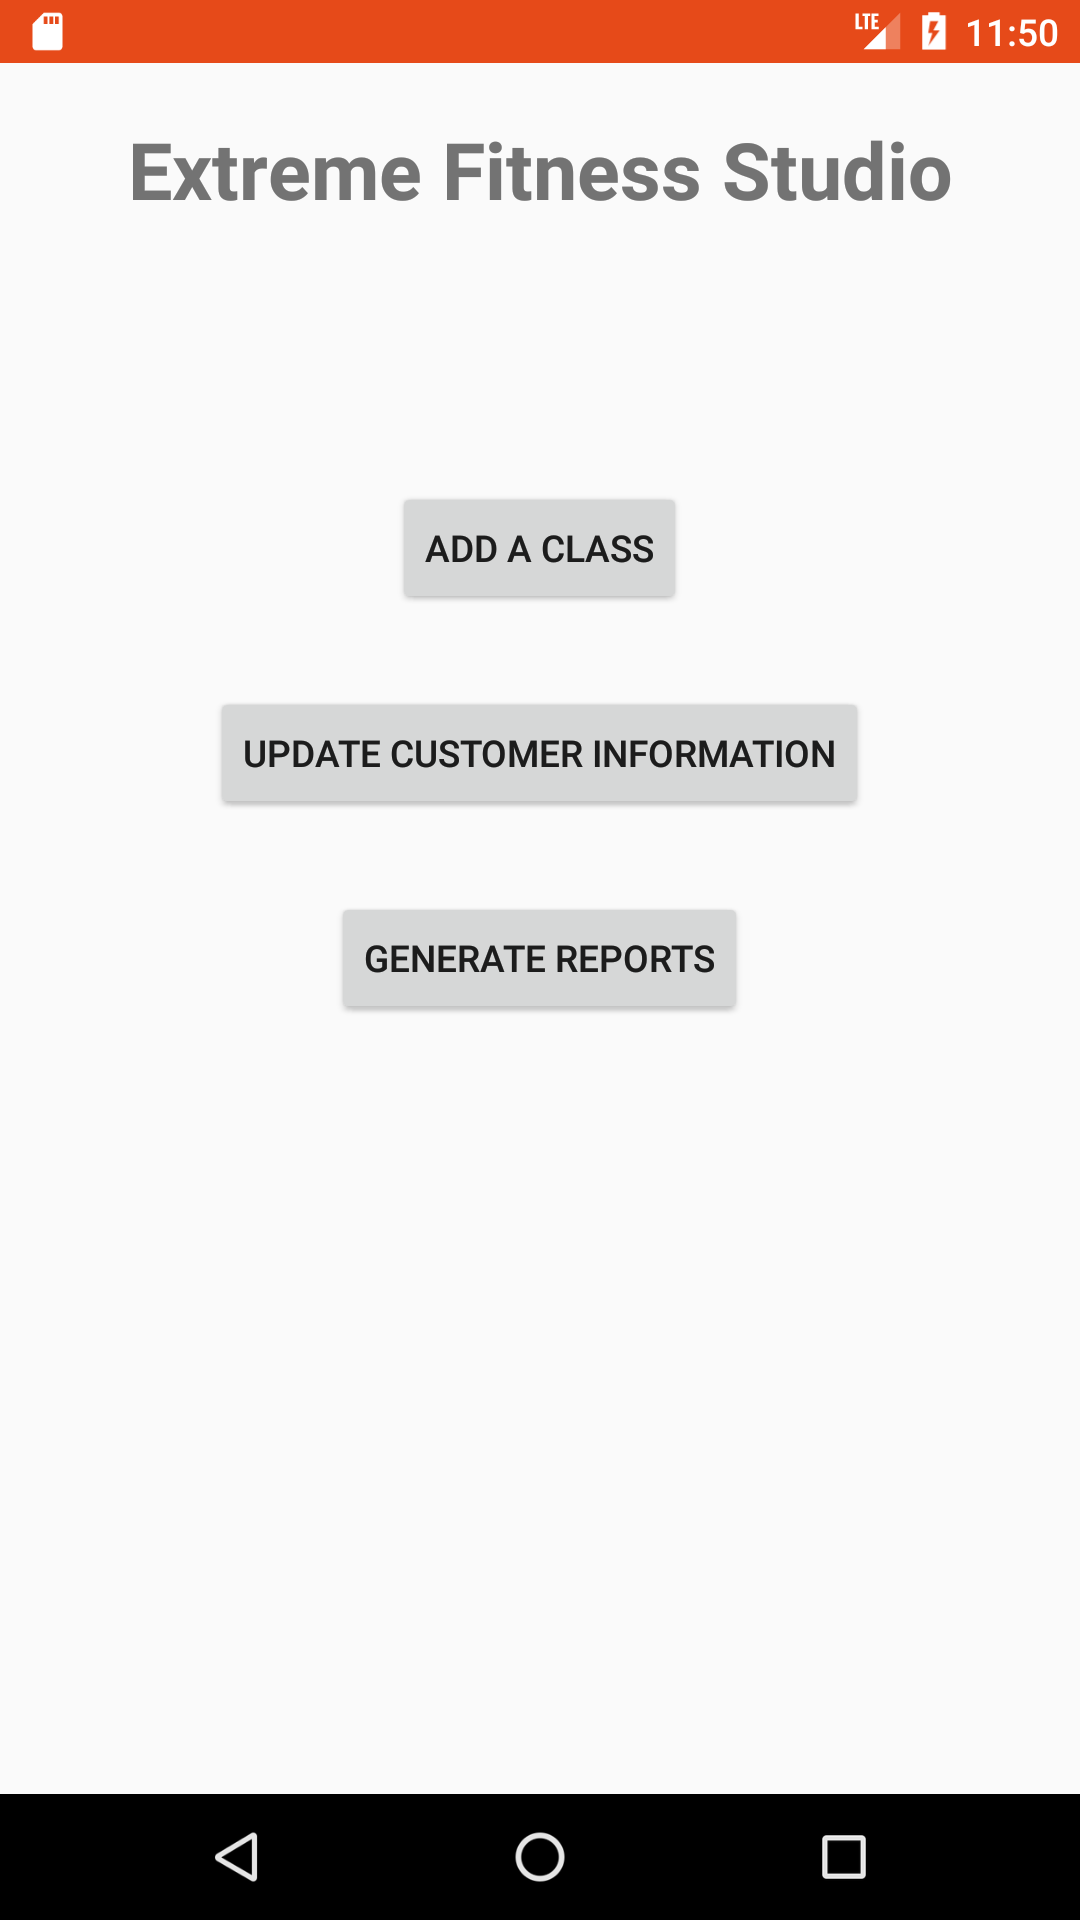 LTE 11:50
Extreme Fitness Studio
ADD A CLASS
UPDATE CUSTOMER INFORMATION
GENERATE REPORTS